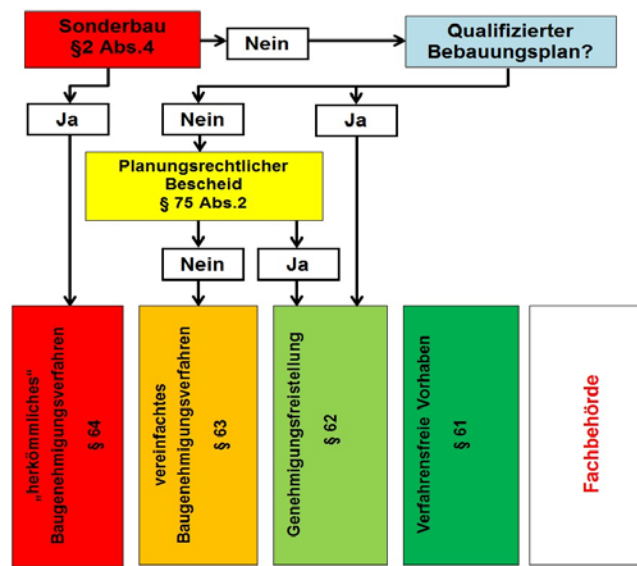 Sonderbau
§2 Abs.4
Nein
Qualifizierter
Bebauungsplan?
Ja
Nein
Ja
Planungsrechtlicher
Bescheid
§ 75 Abs.2
Nein
Ja
„herkömmliches“
Baugenehmigungsverfahren
§ 64
vereinfachtes
Baugenehmigungsverfahren
§ 63
Genehmigungsfreistellung
§ 62
Verfahrensfreie Vorhaben
§ 61
Fachbehörde